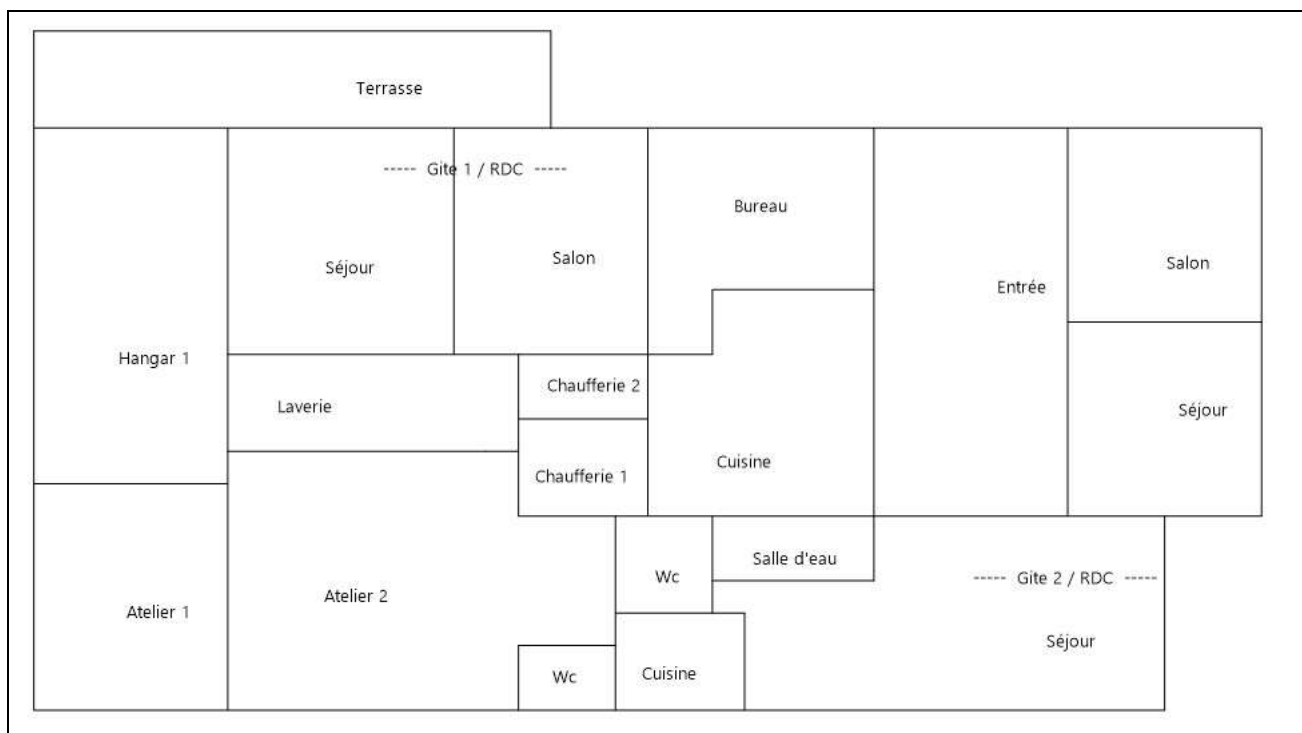 Terrasse
----- Gite 1 / RDC -----
Bureau
Séjour
Salon
Entrée
Salon
Hangar 1
Chaufferie 2
Laverie
Séjour
Cuisine
Chaufferie 1
Salle d'eau
Wc
----- Gite 2 / RDC -----
Atelier 1
Atelier 2
Séjour
Wc
Cuisine